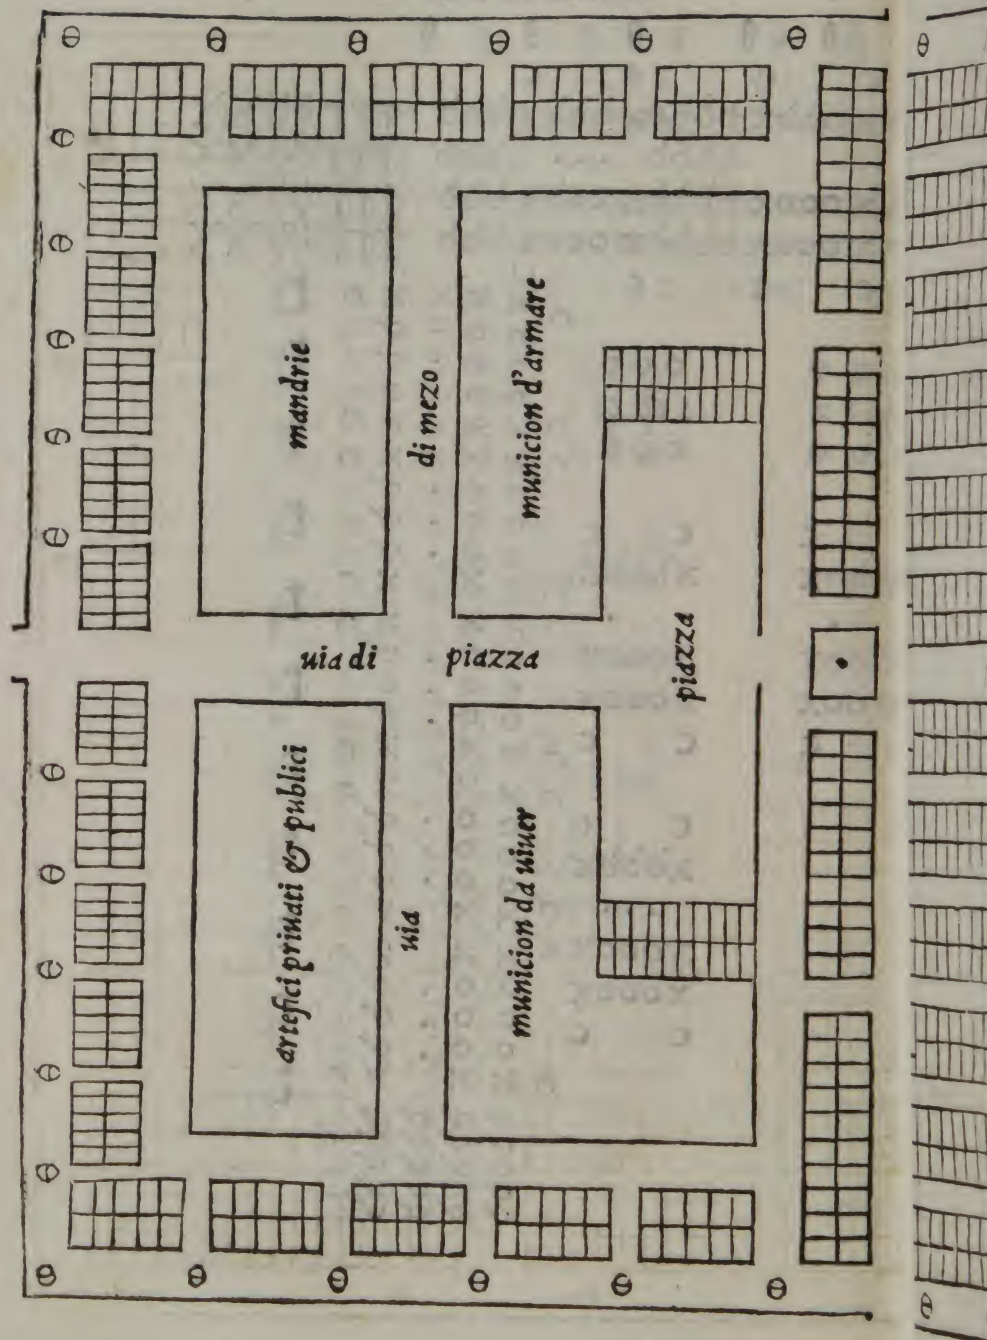 mandrie
di mezo
municion d'armare
uia di
piazza
piazza
artefici priuati & publici
uia
municion da uiuer